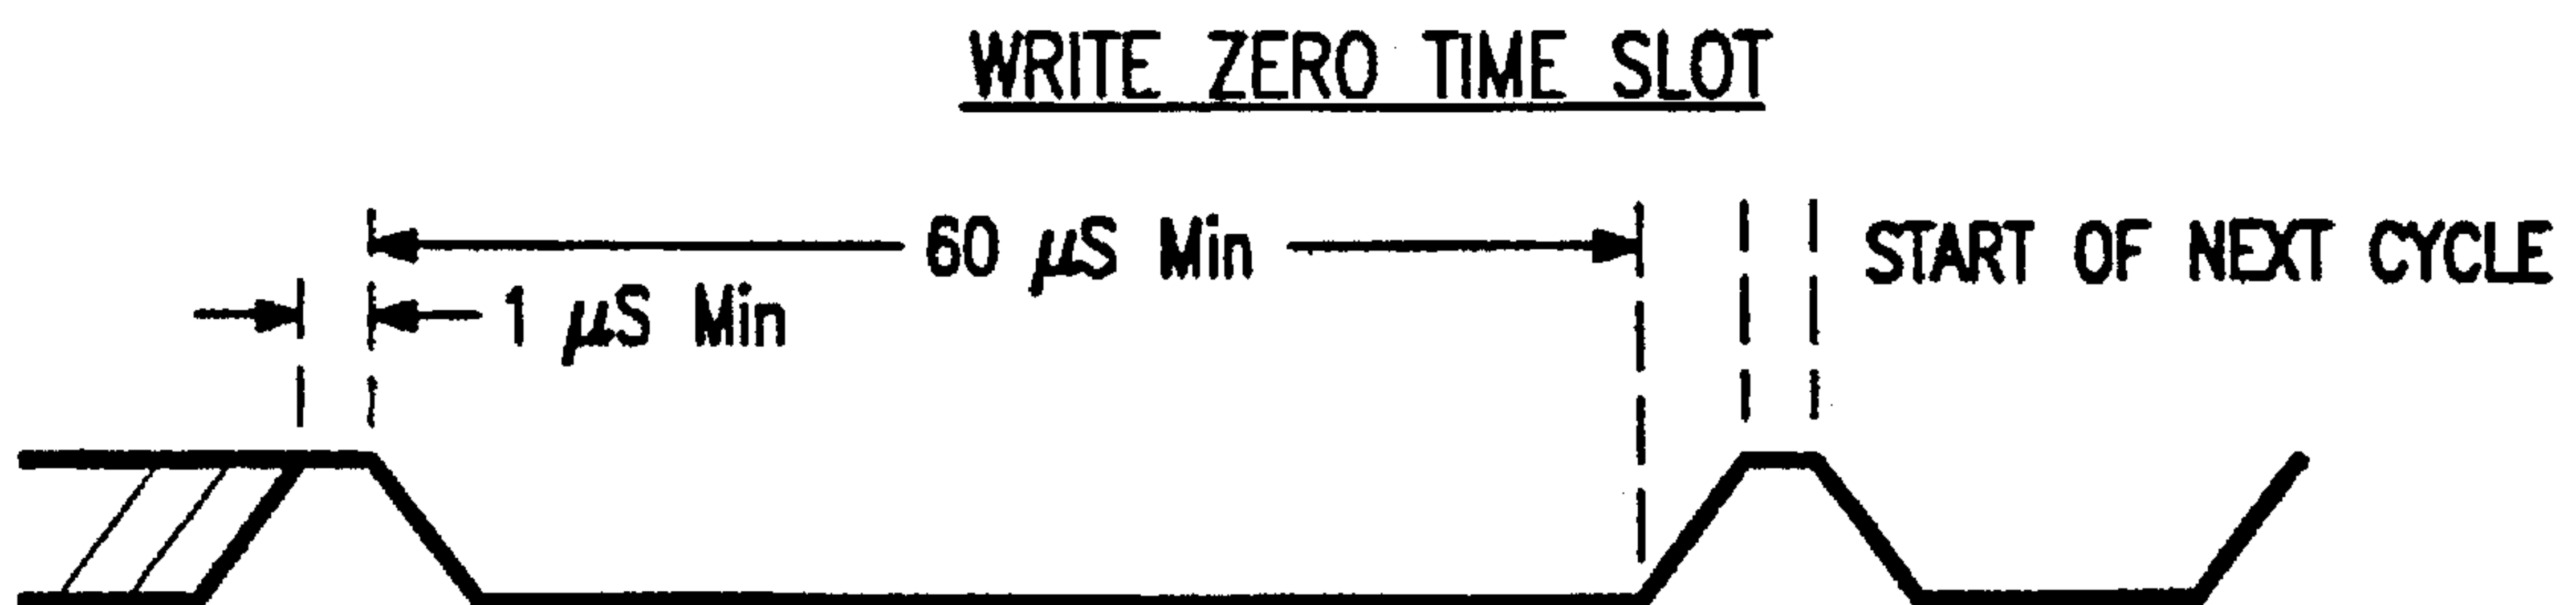 WRITE ZERO TIME SLOT
60 µS Min
START OF NEXT CYCLE
1 µS Min